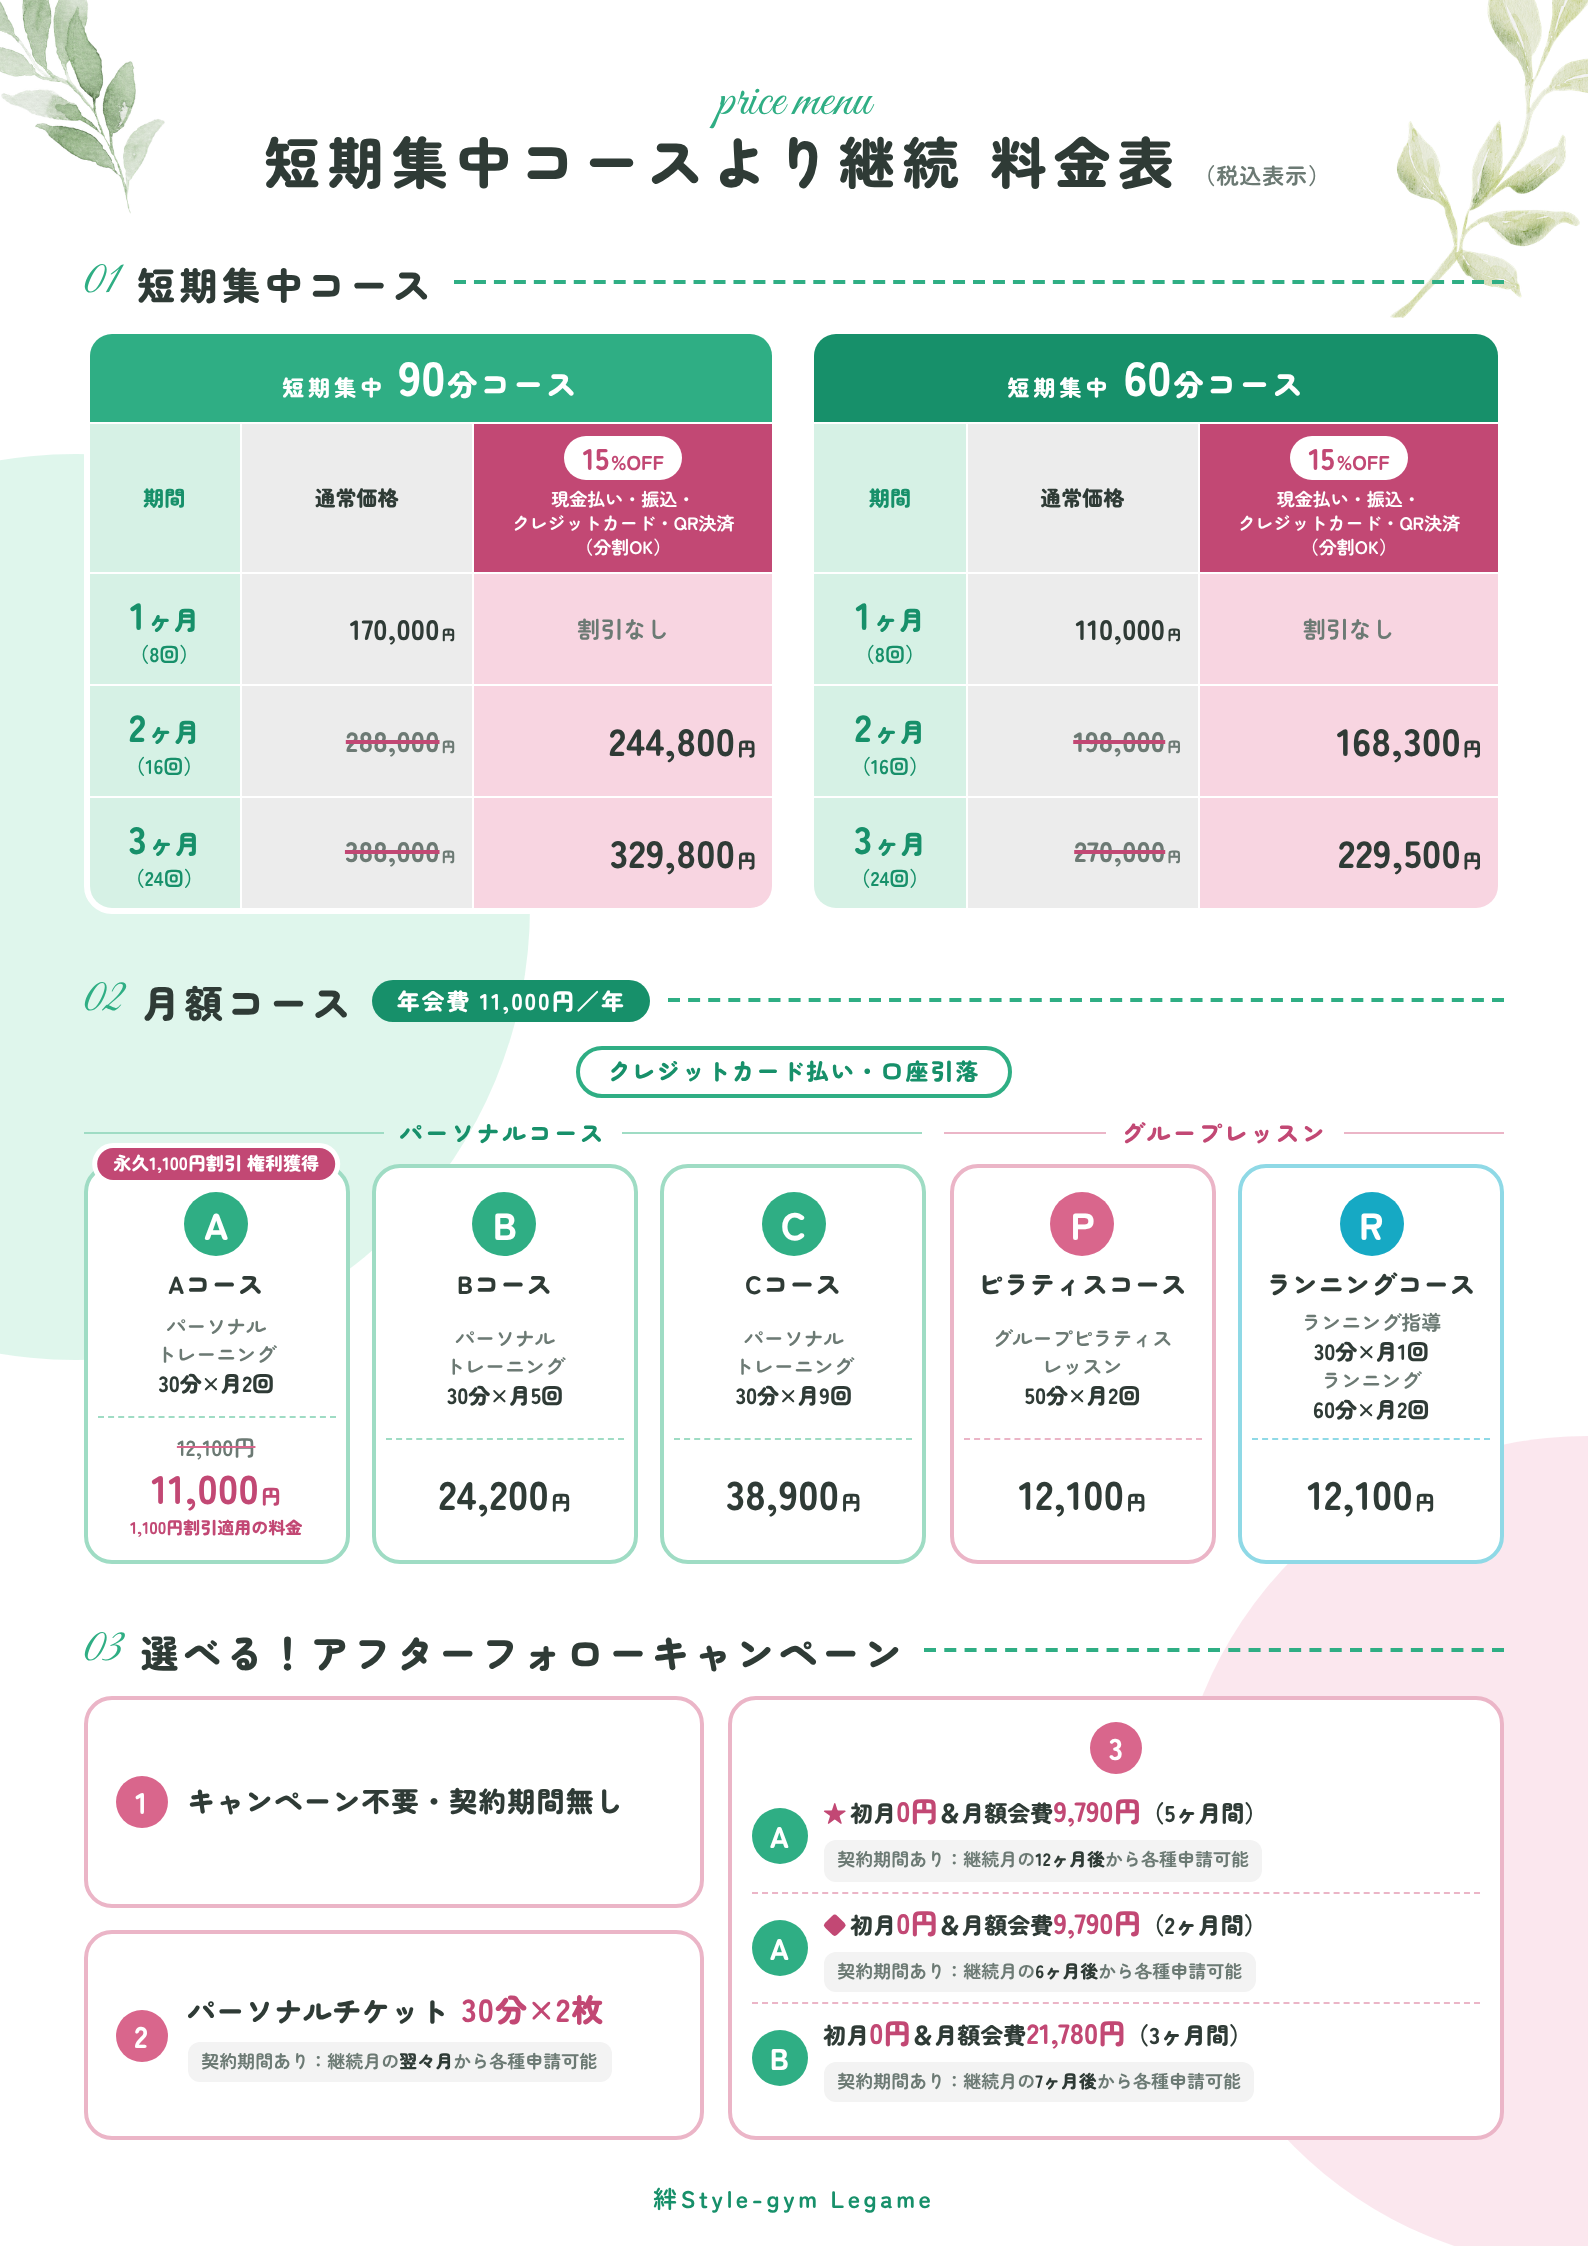 price menu
短期集中コースより継続 料金表 （税込表示）
01 短期集中コース
短期集中 90分コース
期間
通常価格
15%OFF
現金払い・振込・
クレジットカード・QR決済
（分割OK）
1ヶ月
（8回）
170,000円
割引なし
2ヶ月
（16回）
288,000円
244,800円
3ヶ月
（24回）
388,000円
329,800円
短期集中 60分コース
期間
通常価格
15%OFF
現金払い・振込・
クレジットカード・QR決済
（分割OK）
1ヶ月
（8回）
110,000円
割引なし
2ヶ月
（16回）
198,000円
168,300円
3ヶ月
（24回）
270,000円
229,500円
02 月額コース 年会費 11,000円／年
クレジットカード払い・口座引落
パーソナルコース
永久1,100円割引 権利獲得
A
Aコース
パーソナル
トレーニング
30分×月2回
12,100円
11,000円
1,100円割引適用の料金
B
Bコース
パーソナル
トレーニング
30分×月5回
24,200円
C
Cコース
パーソナル
トレーニング
30分×月9回
38,900円
グループレッスン
P
ピラティスコース
グループピラティス
レッスン
50分×月2回
12,100円
R
ランニングコース
ランニング指導
30分×月1回
ランニング
60分×月2回
12,100円
03 選べる！アフターフォローキャンペーン
1 キャンペーン不要・契約期間無し
2 パーソナルチケット 30分×2枚
契約期間あり：継続月の翌々月から各種申請可能
3
A ★初月0円＆月額会費9,790円（5ヶ月間）
契約期間あり：継続月の12ヶ月後から各種申請可能
A ◆初月0円＆月額会費9,790円（2ヶ月間）
契約期間あり：継続月の6ヶ月後から各種申請可能
B 初月0円＆月額会費21,780円（3ヶ月間）
契約期間あり：継続月の7ヶ月後から各種申請可能
絆Style-gym Legame